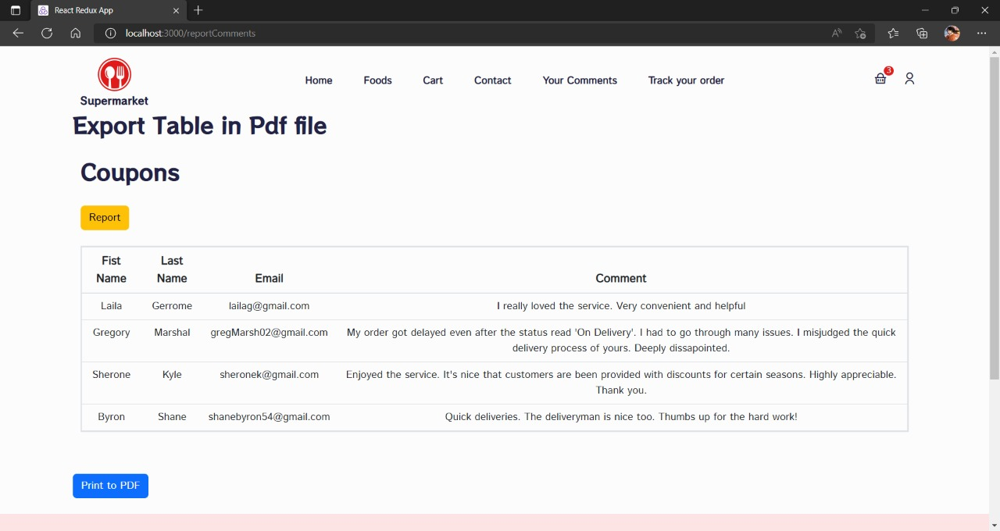 React Redux App
localhost:3000/reportComments
3
Home Foods Cart Contact Your Comments Track your order
Supermarket
Export Table in Pdf file
Coupons
Report
Fist Name Last Name Email Comment
Laila Gerrome lailag@gmail.com I really loved the service. Very convenient and helpful
Gregory Marshal gregMarsh02@gmail.com My order got delayed even after the status read 'On Delivery'. I had to go through many issues. I misjudged the quick
delivery process of yours. Deeply dissapointed.
Sherone Kyle sheronek@gmail.com Enjoyed the service. It's nice that customers are been provided with discounts for certain seasons. Highly appreciable.
Thank you.
Byron Shane shanebyron54@gmail.com Quick deliveries. The deliveryman is nice too. Thumbs up for the hard work!
Print to PDF